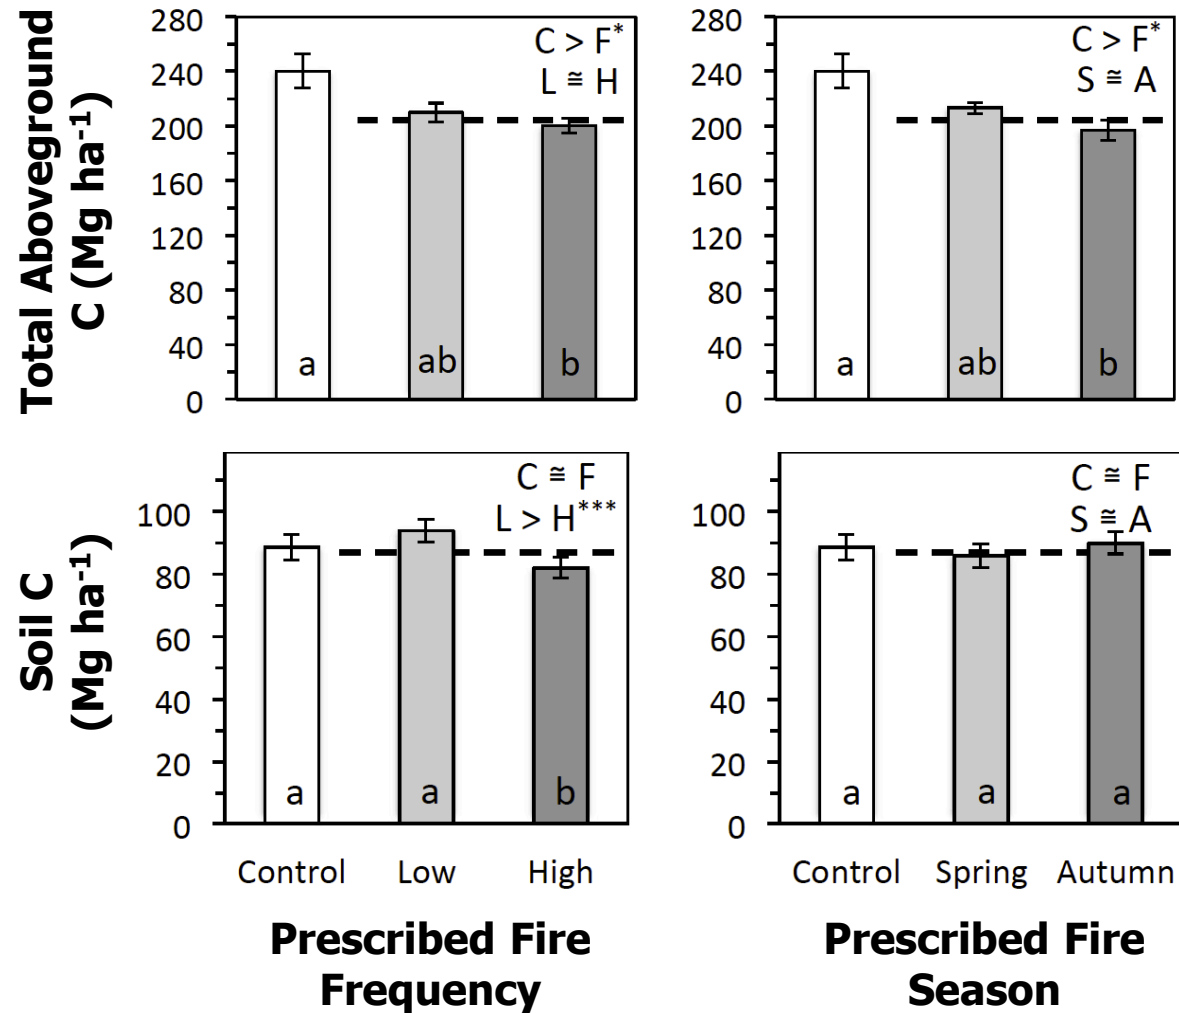 Total Aboveground
C (Mg ha⁻¹)
280
240
200
160
120
80
40
0
C > F*
L ≅ H
a
ab
b
280
240
200
160
120
80
40
0
C > F*
S ≅ A
a
ab
b
Soil C
(Mg ha⁻¹)
100
80
60
40
20
0
C ≅ F
L > H***
a
a
b
Control Low High
Prescribed Fire
Frequency
100
80
60
40
20
0
C ≅ F
S ≅ A
a
a
a
Control Spring Autumn
Prescribed Fire
Season